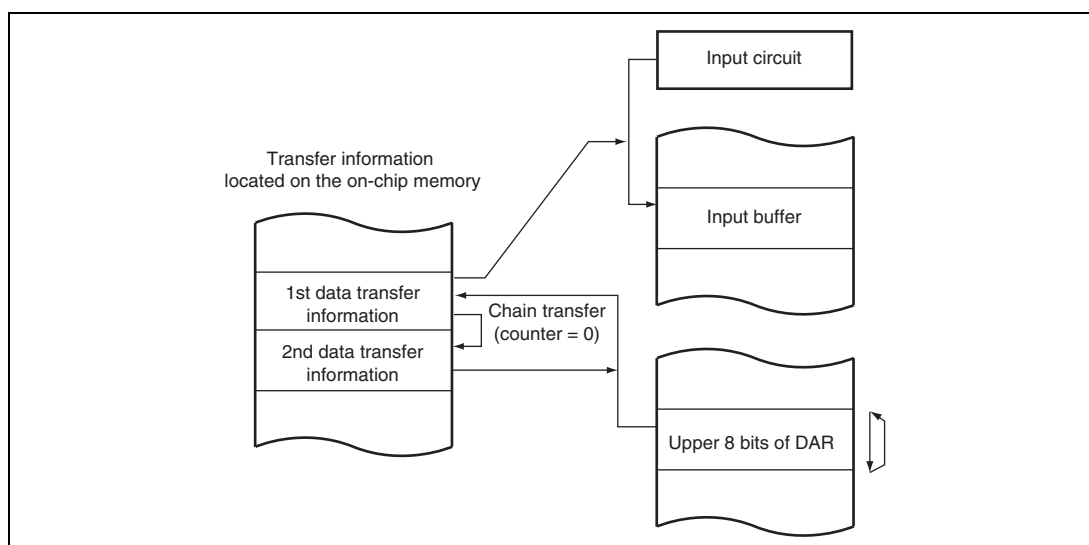 Input circuit
Transfer information
located on the on-chip memory
Input buffer
1st data transfer
information
Chain transfer
(counter = 0)
2nd data transfer
information
Upper 8 bits of DAR